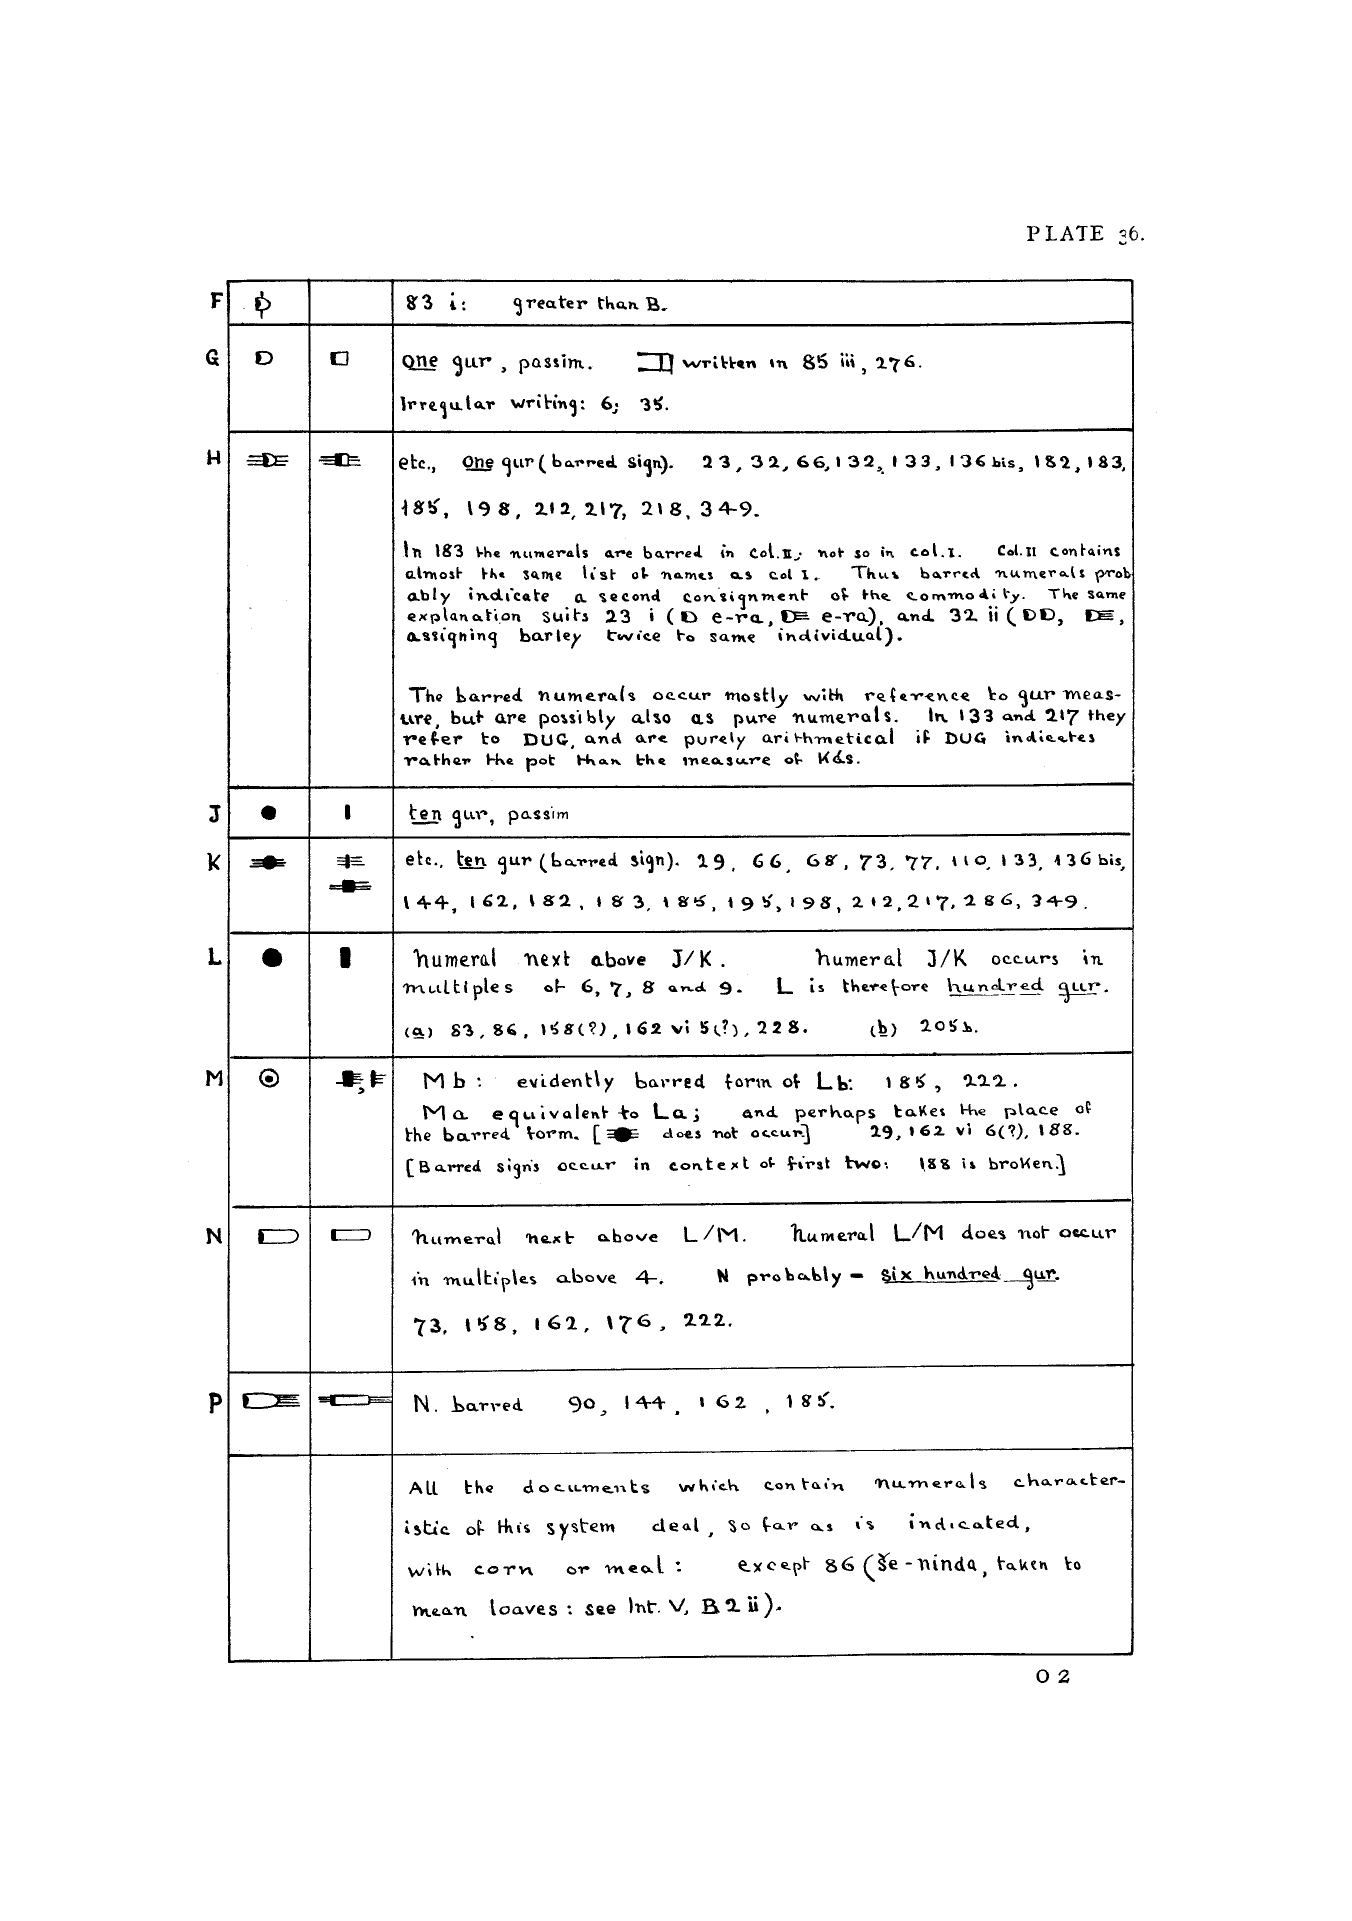 PLATE 36.
F 83 i: greater than B.
G One gur, passim. written in 85 iii, 276.
Irregular writing: 6; 35.
H etc., One gur (barred sign). 23, 32, 66, 132, 133, 136 bis, 182, 183,
185, 198, 212, 217, 218, 349.
In 183 the numerals are barred in col. II; not so in col. I. Col. II contains
almost the same list of names as col I. Thus barred numerals prob
ably indicate a second consignment of the commodity. The same
explanation suits 23 i (D e-ra, e-ra), and 32 ii (DD, ,
assigning barley twice to same individual).
The barred numerals occur mostly with reference to gur meas-
ure, but are possibly also as pure numerals. In 133 and 217 they
refer to DUG, and are purely arithmetical if DUG indicates
rather the pot than the measure of Kás.
J ten gur, passim
K etc., ten gur (barred sign). 29, 66, 68, 73, 77, 110, 133, 136 bis,
144, 162, 182, 183, 185, 195, 198, 212, 217, 286, 349.
L Numeral next above J/K. Numeral J/K occurs in
multiples of 6, 7, 8 and 9. L is therefore hundred gur.
(a) 83, 86, 158(?), 162 vi 5(?), 228. (b) 205b.
M Mb: evidently barred form of Lb: 185, 222.
Ma equivalent to La; and perhaps takes the place of
the barred form. [ does not occur] 29, 162 vi 6(?), 188.
[Barred signs occur in context of first two: 188 is broken.]
N Numeral next above L/M. Numeral L/M does not occur
in multiples above 4. N probably = six hundred gur.
73, 158, 162, 176, 222.
P N. barred 90, 144, 162, 185.
All the documents which contain numerals character-
istic of this system deal, so far as is indicated,
with corn or meal: except 86 (še-ninda, taken to
mean loaves: see Int. V, B 2 ii).
O 2